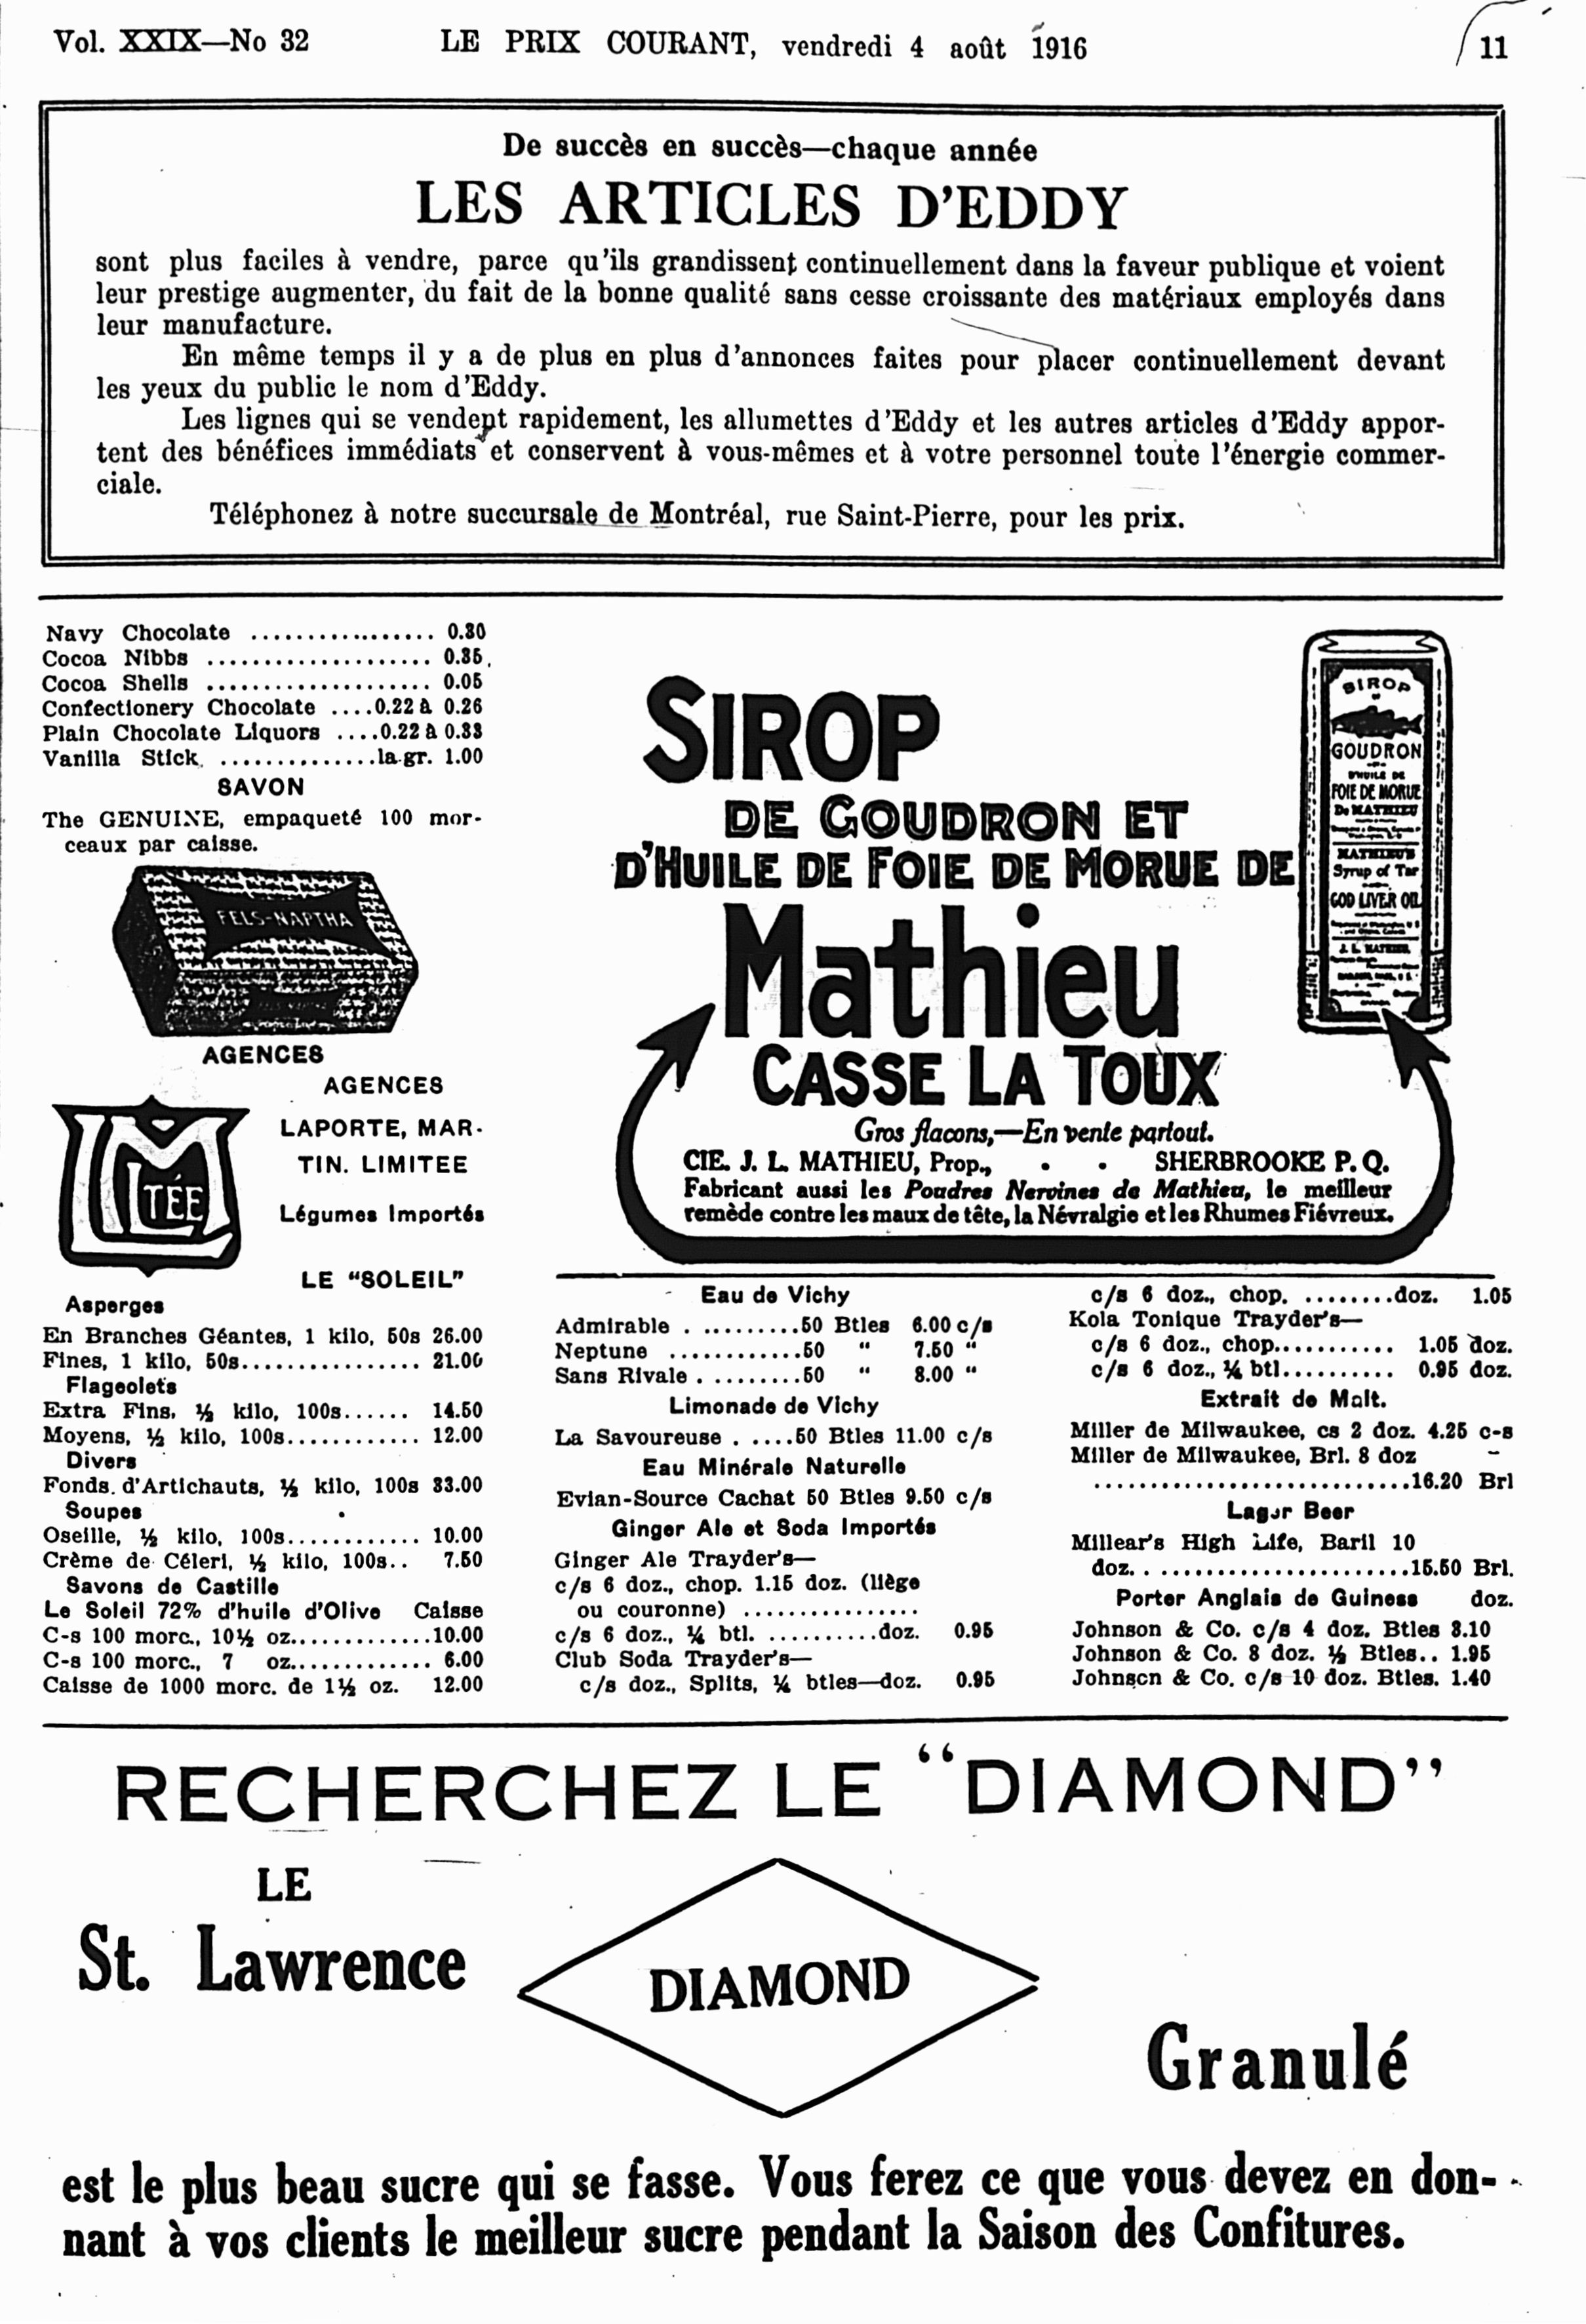 Vol. XXIX—No 32 LE PRIX COURANT, vendredi 4 août 1916 11
De succès en succès—chaque année
LES ARTICLES D'EDDY
sont plus faciles à vendre, parce qu'ils grandissent continuellement dans la faveur publique et voient
leur prestige augmenter, du fait de la bonne qualité sans cesse croissante des matériaux employés dans
leur manufacture.
En même temps il y a de plus en plus d'annonces faites pour placer continuellement devant
les yeux du public le nom d'Eddy.
Les lignes qui se vendent rapidement, les allumettes d'Eddy et les autres articles d'Eddy appor-
tent des bénéfices immédiats et conservent à vous-mêmes et à votre personnel toute l'énergie commer-
ciale.
Téléphonez à notre succursale de Montréal, rue Saint-Pierre, pour les prix.
Navy Chocolate .................... 0.30
Cocoa Nibbs .................... 0.35
Cocoa Shells .................... 0.05
Confectionery Chocolate ....0.22 à 0.26
Plain Chocolate Liquors ....0.22 à 0.33
Vanilla Stick. ..............la gr. 1.00
SAVON
The GENUINE, empaqueté 100 mor-
ceaux par caisse.
FELS-NAPTHA
AGENCES
AGENCES
LAPORTE, MAR-
TIN. LIMITEE
Légumes Importés
LM
LTÉE
LE "SOLEIL"
Asperges
En Branches Géantes, 1 kilo, 50s 26.00
Fines, 1 kilo, 50s................ 21.00
Flageolets
Extra Fins, ½ kilo, 100s...... 14.50
Moyens, ½ kilo, 100s............ 12.00
Divers
Fonds. d'Artichauts, ½ kilo, 100s 33.00
Soupes
Oseille, ½ kilo, 100s............ 10.00
Crème de Céleri, ½ kilo, 100s.. 7.50
Savons de Castille
Le Soleil 72% d'huile d'Olive Caisse
C-s 100 morc., 10½ oz.............10.00
C-s 100 morc., 7 oz............. 6.00
Caisse de 1000 morc. de 1½ oz. 12.00
SIROP
DE GOUDRON ET
D'HUILE DE FOIE DE MORUE DE
Mathieu
CASSE LA TOUX
Gros flacons,—En vente partout.
CIE. J. L. MATHIEU, Prop., . . SHERBROOKE P. Q.
Fabricant aussi les Poudres Nervines de Mathieu, le meilleur
remède contre les maux de tête, la Névralgie et les Rhumes Fiévreux.
SIROP
GOUDRON
D'HUILE DE
FOIE DE MORUE
De MATHIEU
MATHIEU'S
Syrup of Tar
COD LIVER OIL
J. L. MATHIEU
Eau de Vichy
Admirable . ..........50 Btles 6.00 c/s
Neptune ............50 " 7.50 "
Sans Rivale . .........50 " 8.00 "
Limonade de Vichy
La Savoureuse . ....50 Btles 11.00 c/s
Eau Minérale Naturelle
Evian-Source Cachat 50 Btles 9.50 c/s
Ginger Ale et Soda Importés
Ginger Ale Trayder's—
c/s 6 doz., chop. 1.15 doz. (liège
ou couronne) ................
c/s 6 doz., ¼ btl. ..........doz. 0.95
Club Soda Trayder's—
c/s doz., Splits, ¼ btles—doz. 0.95
c/s 6 doz., chop. ........doz. 1.05
Kola Tonique Trayder's—
c/s 6 doz., chop........... 1.05 doz.
c/s 6 doz., ¼ btl.......... 0.95 doz.
Extrait de Malt.
Miller de Milwaukee, cs 2 doz. 4.25 c-s
Miller de Milwaukee, Brl. 8 doz
............................16.20 Brl
Lager Beer
Millear's High Life, Baril 10
doz. . ......................15.50 Brl.
Porter Anglais de Guiness doz.
Johnson & Co. c/s 4 doz. Btles 3.10
Johnson & Co. 8 doz. ½ Btles.. 1.95
Johnson & Co. c/s 10 doz. Btles. 1.40
RECHERCHEZ LE "DIAMOND"
LE
St. Lawrence
DIAMOND
Granulé
est le plus beau sucre qui se fasse. Vous ferez ce que vous devez en don-
nant à vos clients le meilleur sucre pendant la Saison des Confitures.